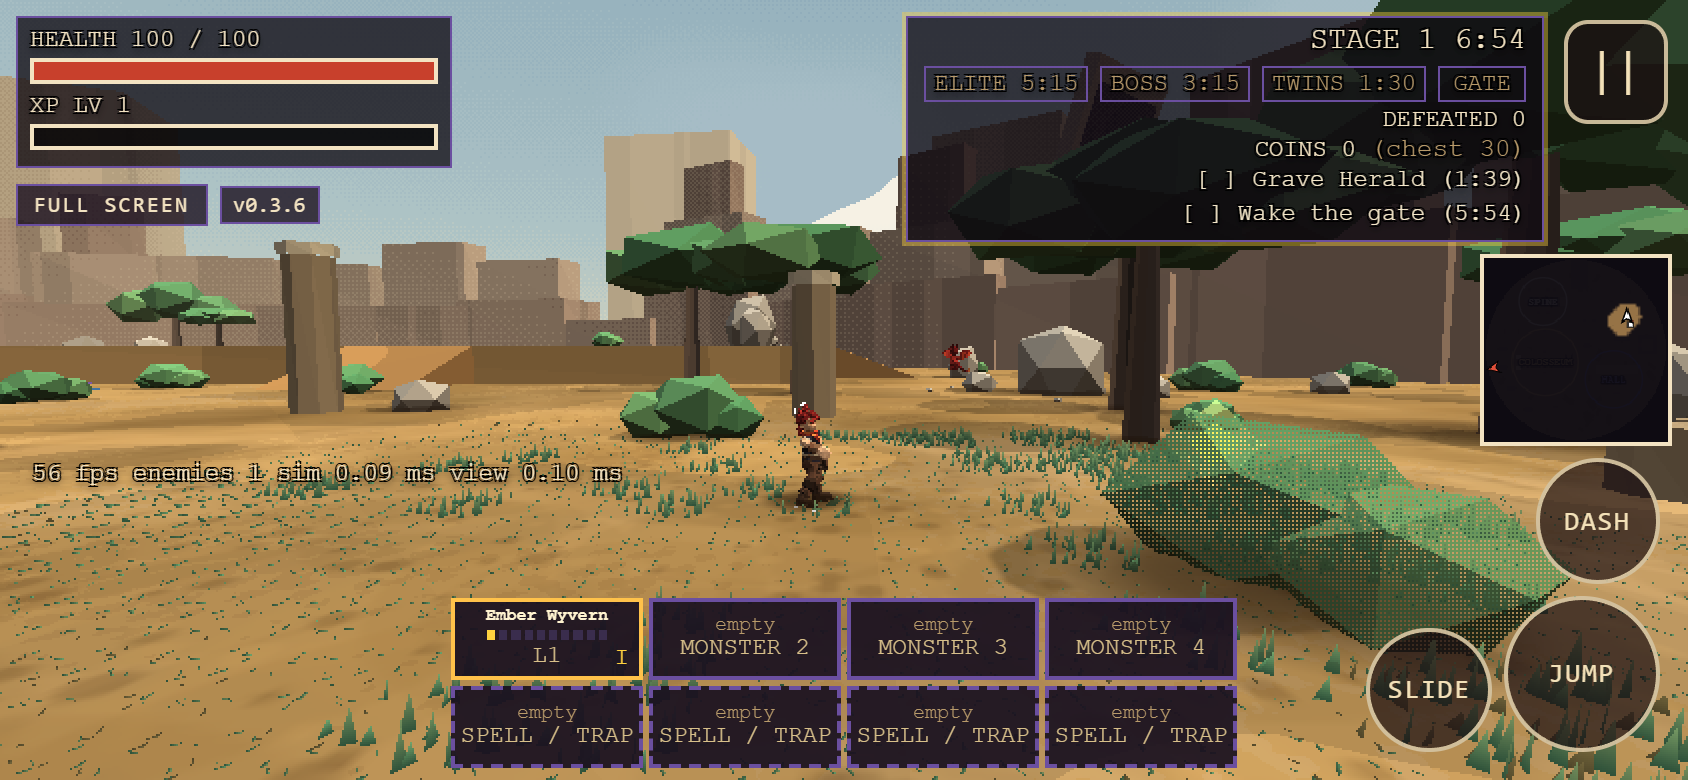 HEALTH 100 / 100
XP LV 1
FULL SCREEN
v0.3.6
STAGE 1 6:54
ELITE 5:15
BOSS 3:15
TWINS 1:30
GATE
DEFEATED 0
COINS 0 (chest 30)
[ ] Grave Herald (1:39)
[ ] Wake the gate (5:54)
56 fps enemies 1 sim 0.09 ms view 0.10 ms
DASH
SLIDE
JUMP
Ember Wyvern
L1
I
empty
MONSTER 2
empty
MONSTER 3
empty
MONSTER 4
empty
SPELL / TRAP
empty
SPELL / TRAP
empty
SPELL / TRAP
empty
SPELL / TRAP